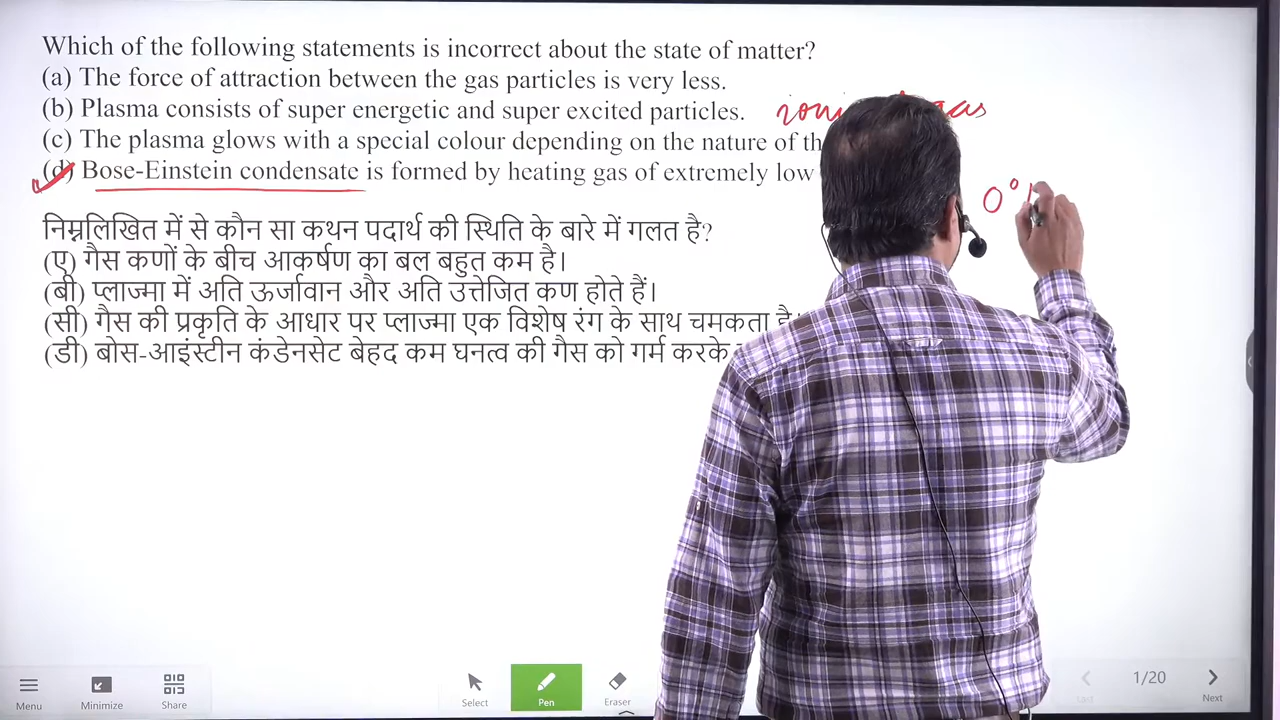 Which of the following statements is incorrect about the state of matter?
(a) The force of attraction between the gas particles is very less.
(b) Plasma consists of super energetic and super excited particles.
gas
(c) The plasma glows with a special colour depending on the nature of
(d) Bose-Einstein condensate is formed by heating gas of extremely low
0°
निम्नलिखित में से कौन सा कथन पदार्थ की स्थिति के बारे में गलत है?
(ए) गैस कणों के बीच आकर्षण का बल बहुत कम है।
(बी) प्लाज्मा में अति ऊर्जावान और अति उत्तेजित कण होते हैं।
(सी) गैस की प्रकृति के आधार पर प्लाज्मा एक विशेष रंग के साथ चमकता है।
(डी) बोस-आइंस्टीन कंडेनसेट बेहद कम घनत्व की गैस को गर्म करके
Menu
Minimize
Share
Select
Pen
Eraser
Last
1/20
Next